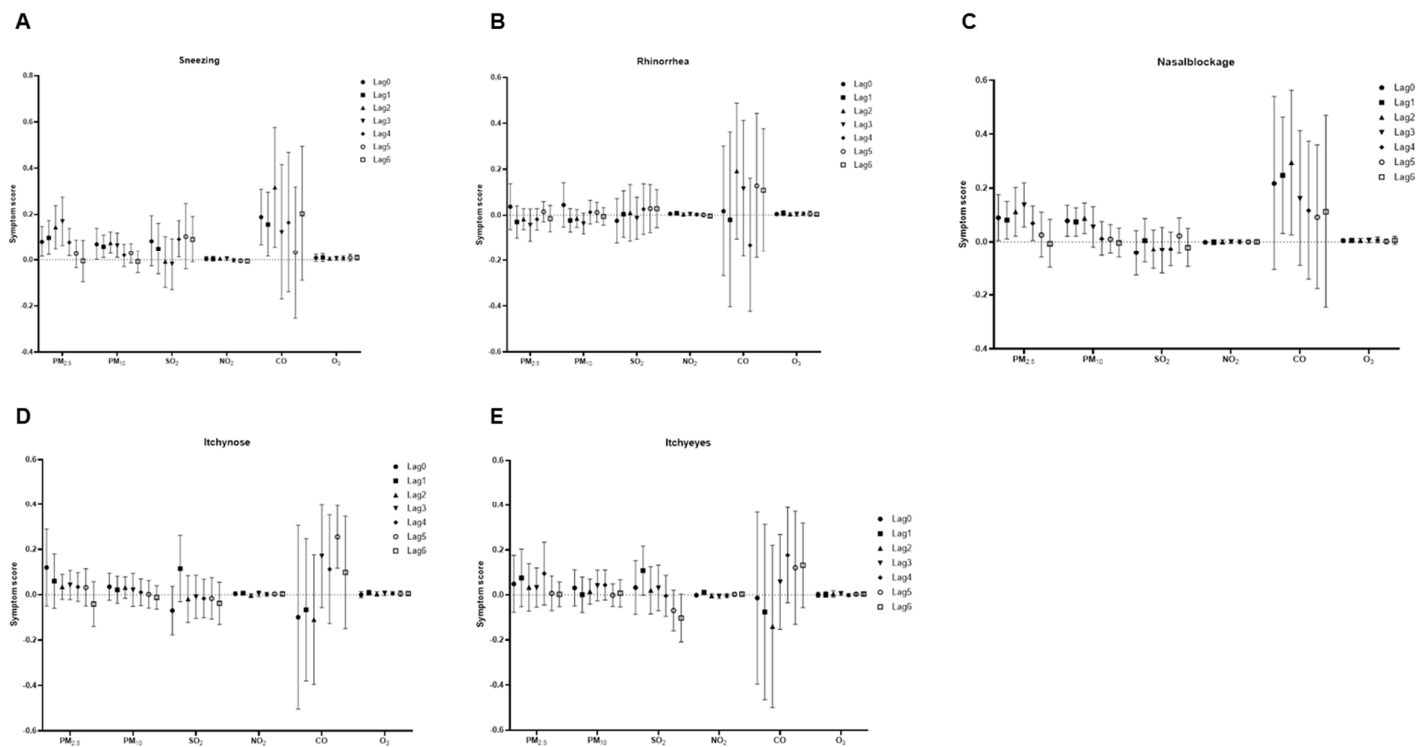 A
Sneezing
0.8
0.6
0.4
0.2
0.0
-0.2
-0.4
Symptom score
PM2.5 PM10 SO2 NO2 CO O3
Lag0
Lag1
Lag2
Lag3
Lag4
Lag5
Lag6
B
Rhinorrhea
0.6
0.4
0.2
0.0
-0.2
-0.4
-0.6
Symptom score
PM2.5 PM10 SO2 NO2 CO O3
Lag0
Lag1
Lag2
Lag3
Lag4
Lag5
Lag6
C
Nasalblockage
0.6
0.4
0.2
0.0
-0.2
-0.4
Symptom score
PM2.5 PM10 SO2 NO2 CO O3
Lag0
Lag1
Lag2
Lag3
Lag4
Lag5
Lag6
D
Itchynose
0.6
0.4
0.2
0.0
-0.2
-0.4
-0.6
Symptom score
PM2.5 PM10 SO2 NO2 CO O3
Lag0
Lag1
Lag2
Lag3
Lag4
Lag5
Lag6
E
Itchyeyes
0.6
0.4
0.2
0.0
-0.2
-0.4
-0.6
Symptom score
PM2.5 PM10 SO2 NO2 CO O3
Lag0
Lag1
Lag2
Lag3
Lag4
Lag5
Lag6